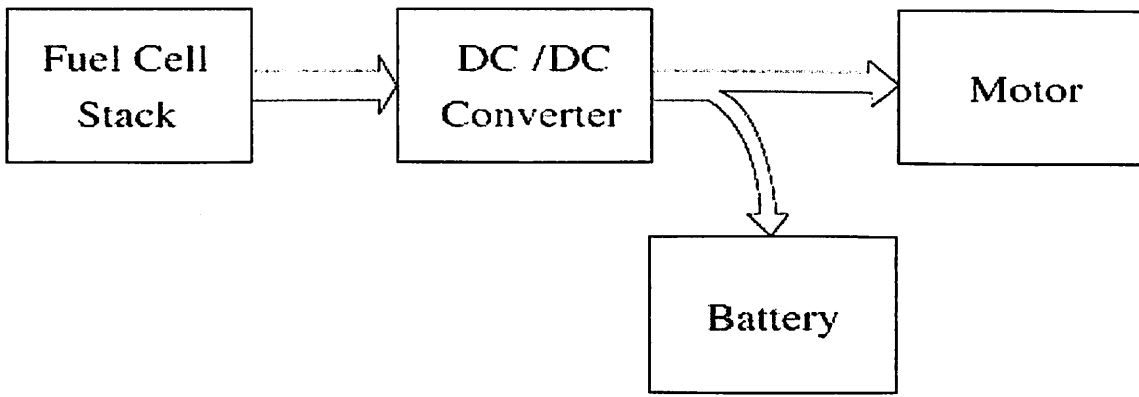 Fuel Cell
Stack
DC /DC
Converter
Motor
Battery